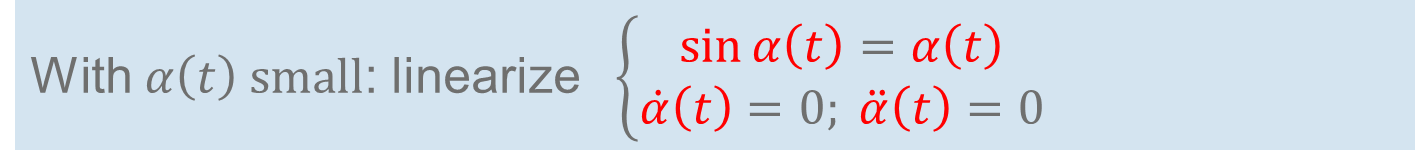 With α(t) small: linearize { sin α(t) = α(t)
α̇(t) = 0; α̈(t) = 0